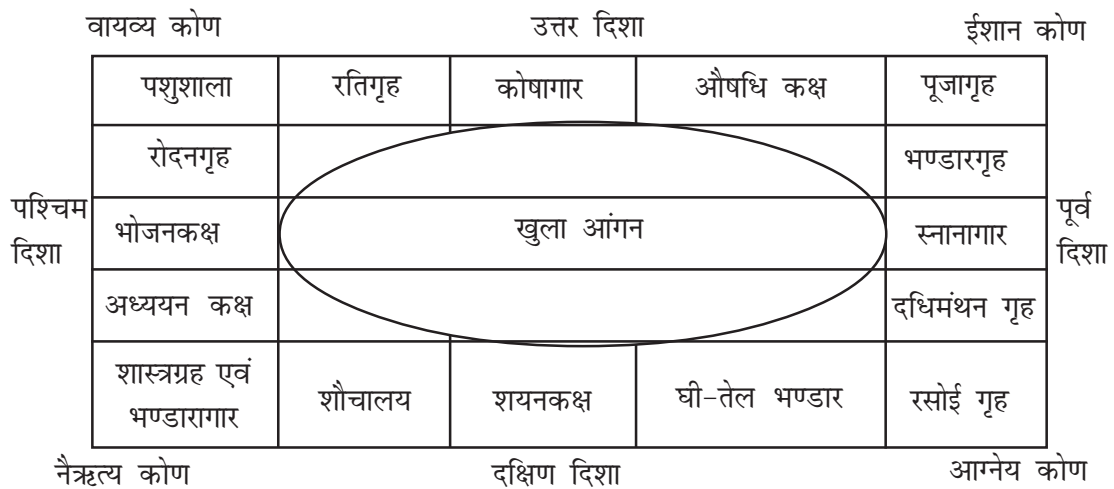 वायव्य कोण उत्तर दिशा ईशान कोण
पशुशाला रतिगृह कोषागार औषधि कक्ष पूजागृह
रोदनगृह भण्डारगृह
पश्चिम
दिशा
भोजनकक्ष खुला आंगन स्नानागार
पूर्व
दिशा
अध्ययन कक्ष दधिमंथन गृह
शास्त्रग्रह एवं
भण्डारागार
शौचालय शयनकक्ष घी-तेल भण्डार रसोई गृह
नैऋत्य कोण दक्षिण दिशा आग्नेय कोण